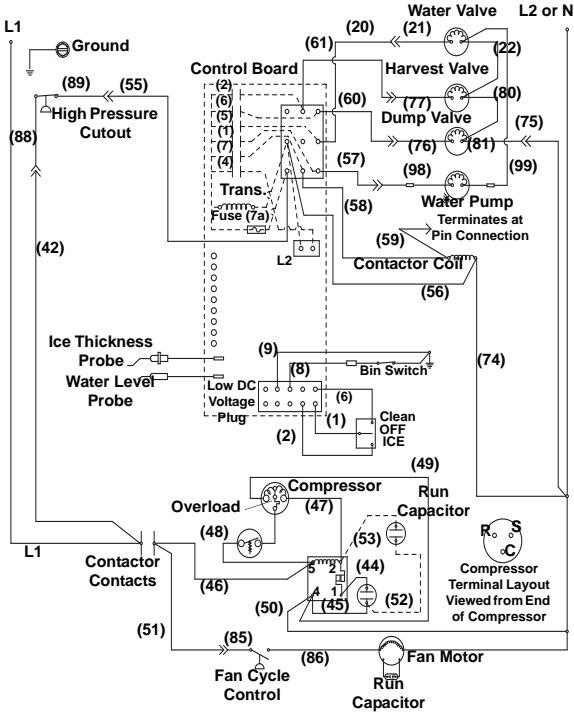 Water Valve
L2 or N
L1
(20)
(21)
Ground
(61)
(22)
Harvest Valve
Control Board
(89)
(55)
(2)
(6)
(5)
(1)
(7)
(4)
(60)
(77)
(80)
High Pressure
Cutout
Dump Valve
(75)
(88)
(76)
(81)
(57)
(98)
(99)
Trans.
Fuse (7a)
(58)
Water Pump
Terminates at
Pin Connection
(59)
(42)
L2
Contactor Coil
(56)
Ice Thickness
Probe
(9)
(74)
(8)
Bin Switch
Water Level
Probe
Low DC
Voltage
Plug
(6)
(1)
(2)
Clean
OFF
ICE
(49)
Compressor
Run
Capacitor
Overload
(47)
(48)
(53)
R
S
C
L1
Contactor
Contacts
5
2
(44)
Compressor
Terminal Layout
Viewed from End
of Compressor
(46)
4
1
(45)
(52)
(50)
(51)
(85)
(86)
Fan Cycle
Control
Fan Motor
Run
Capacitor